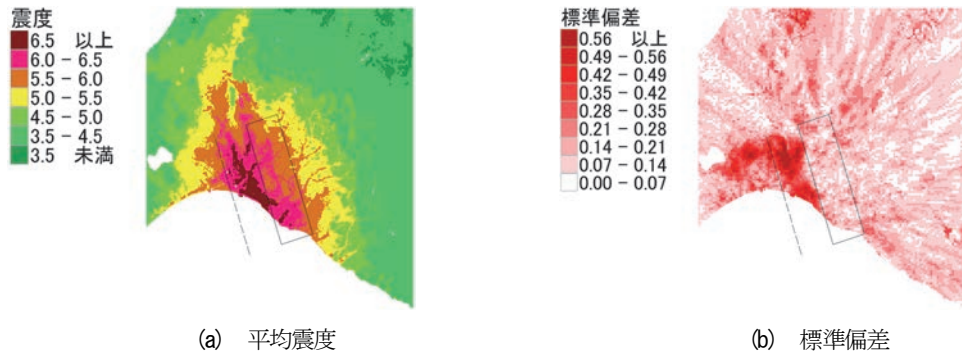 震度
6.5 以上
6.0 - 6.5
5.5 - 6.0
5.0 - 5.5
4.5 - 5.0
3.5 - 4.5
3.5 未満
(a) 平均震度
標準偏差
0.56 以上
0.49 - 0.56
0.42 - 0.49
0.35 - 0.42
0.28 - 0.35
0.21 - 0.28
0.14 - 0.21
0.07 - 0.14
0.00 - 0.07
(b) 標準偏差